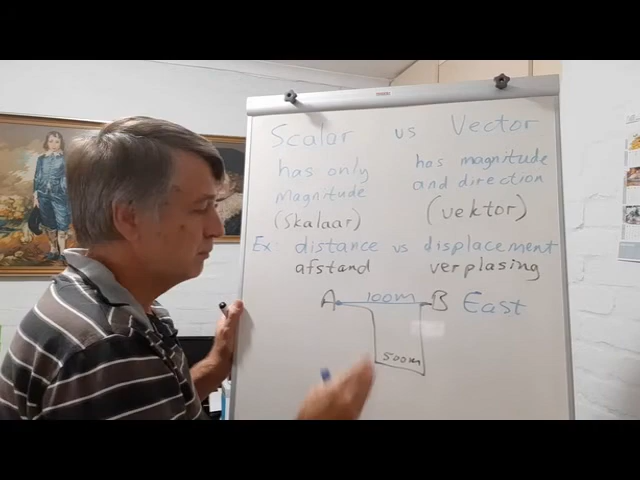 Scalar vs Vector
has only has magnitude
magnitude and direction
(Skalaar) (vektor)
Ex: distance vs displacement
afstand verplasing
A 100m B East
500m